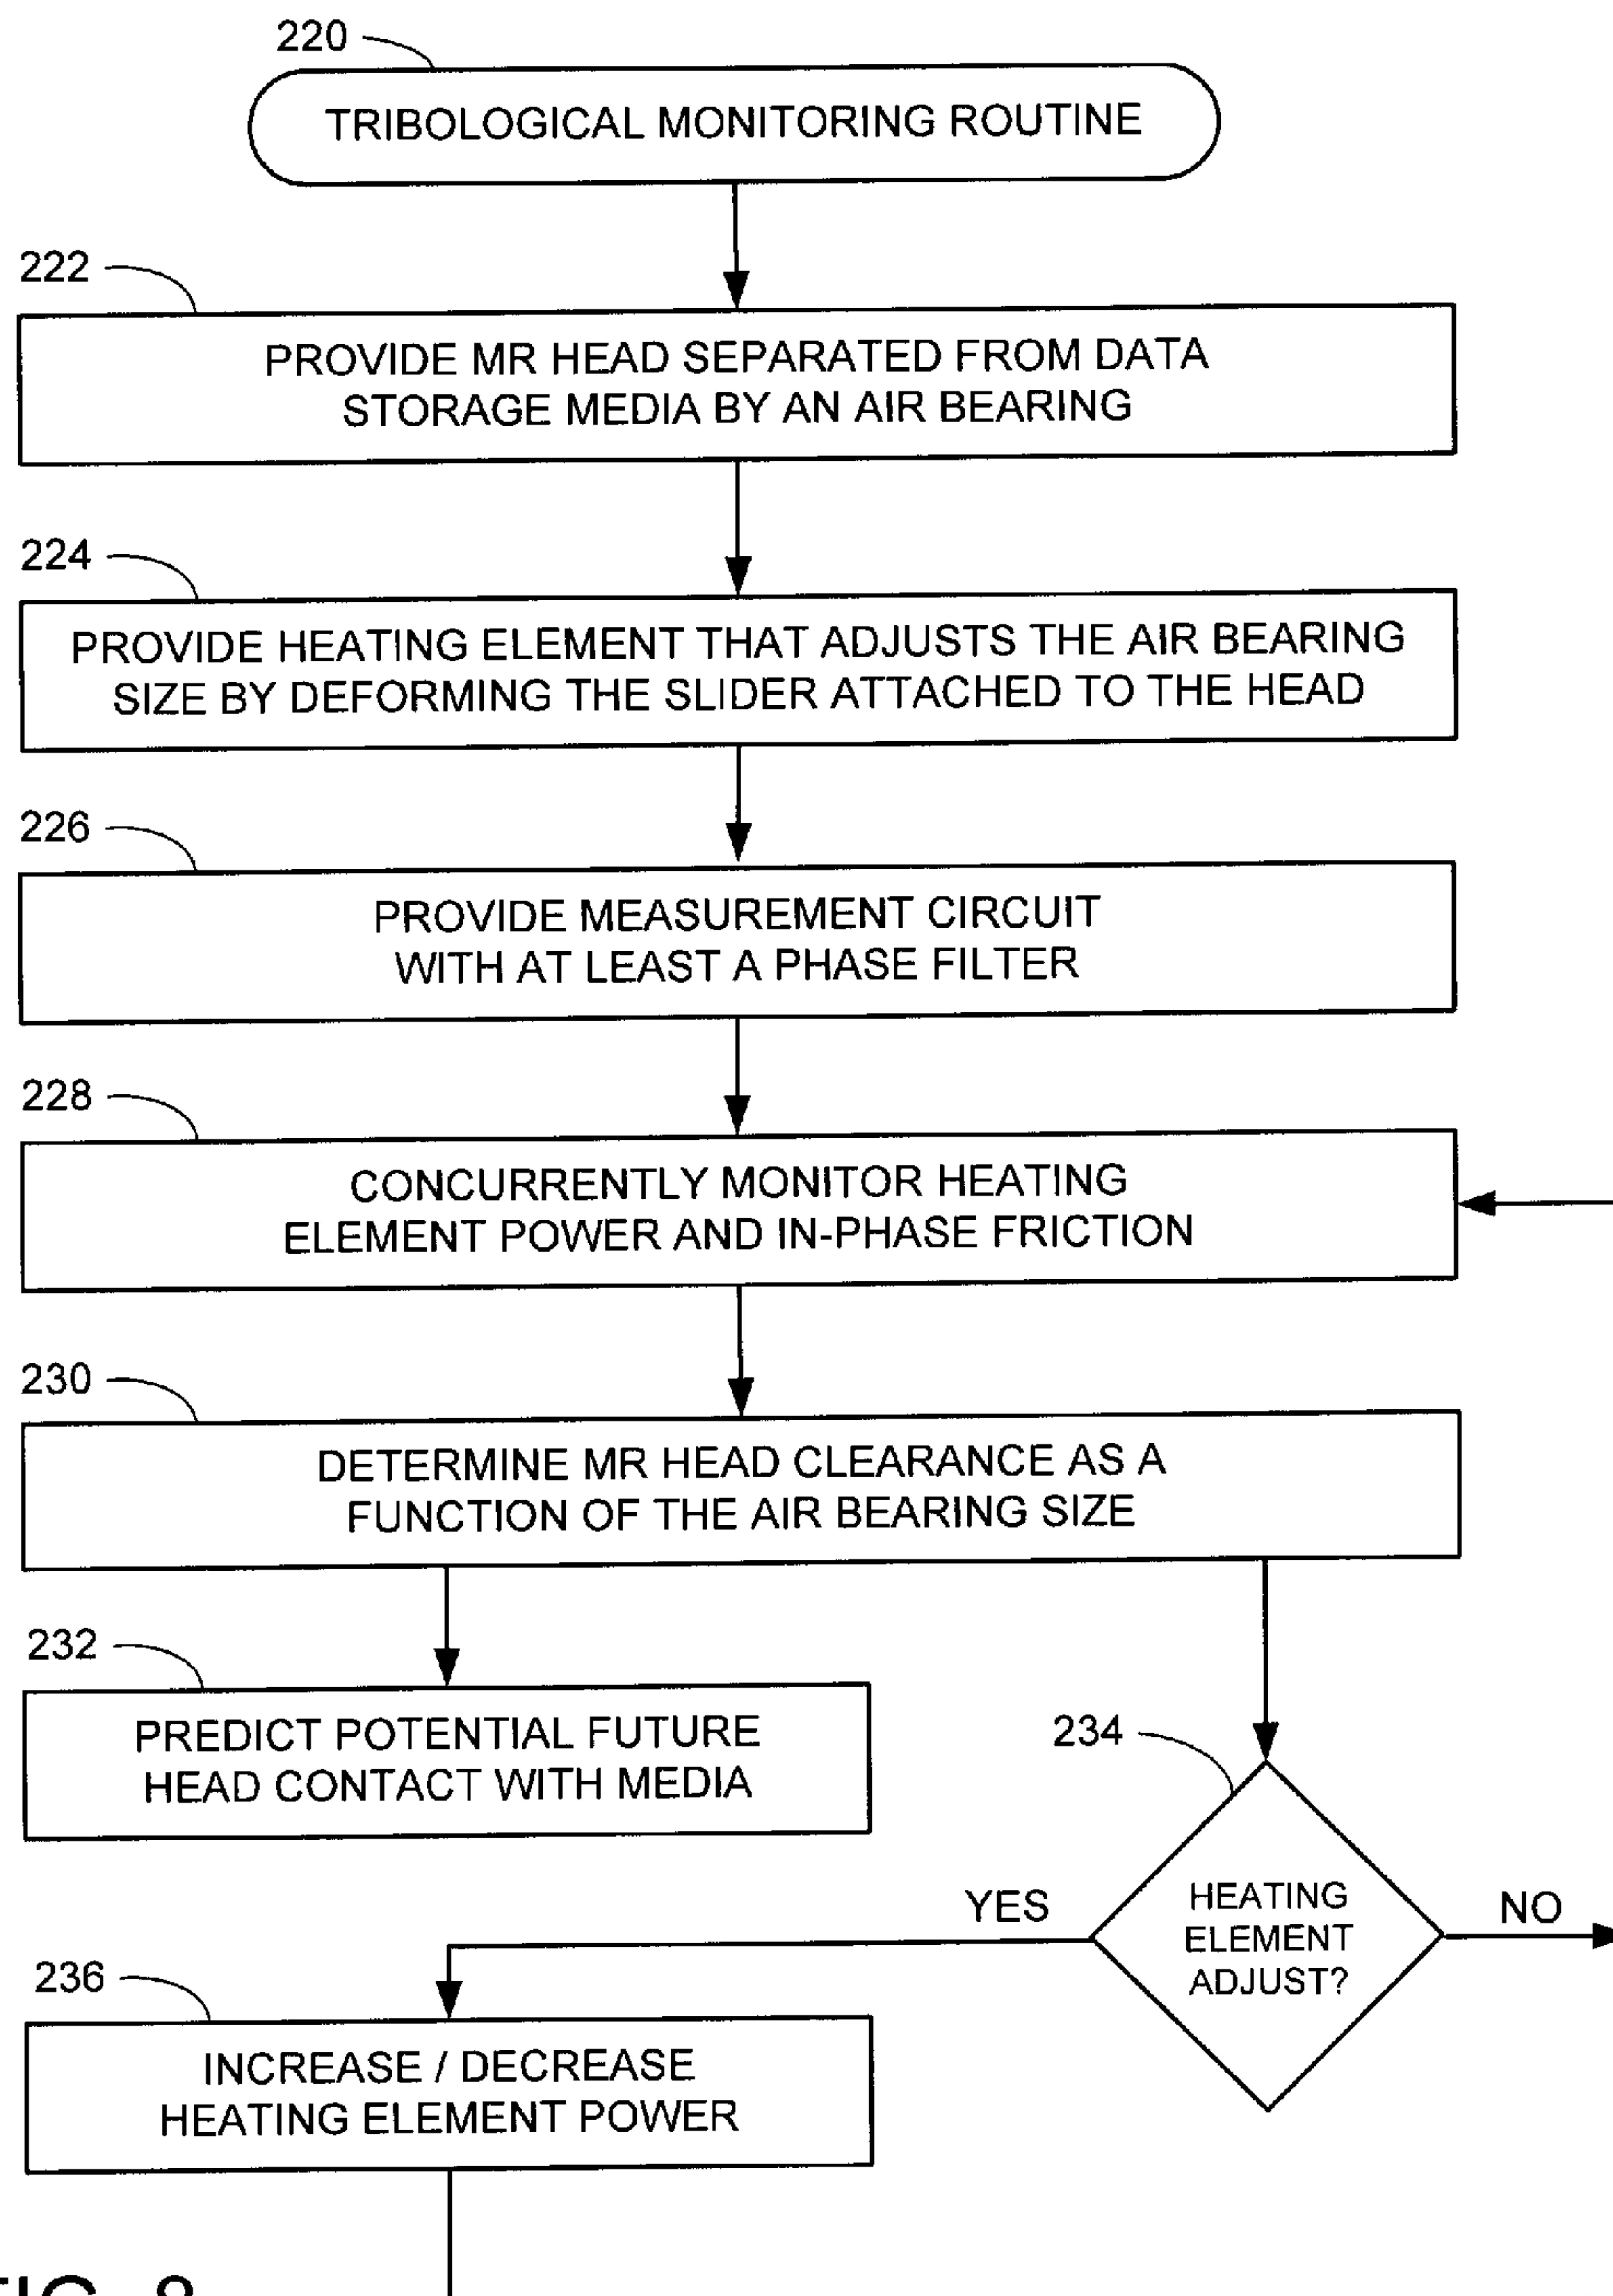 220
TRIBOLOGICAL MONITORING ROUTINE
222
PROVIDE MR HEAD SEPARATED FROM DATA
STORAGE MEDIA BY AN AIR BEARING
224
PROVIDE HEATING ELEMENT THAT ADJUSTS THE AIR BEARING
SIZE BY DEFORMING THE SLIDER ATTACHED TO THE HEAD
226
PROVIDE MEASUREMENT CIRCUIT
WITH AT LEAST A PHASE FILTER
228
CONCURRENTLY MONITOR HEATING
ELEMENT POWER AND IN-PHASE FRICTION
230
DETERMINE MR HEAD CLEARANCE AS A
FUNCTION OF THE AIR BEARING SIZE
232
PREDICT POTENTIAL FUTURE
HEAD CONTACT WITH MEDIA
234
HEATING
ELEMENT
ADJUST?
YES
NO
236
INCREASE / DECREASE
HEATING ELEMENT POWER